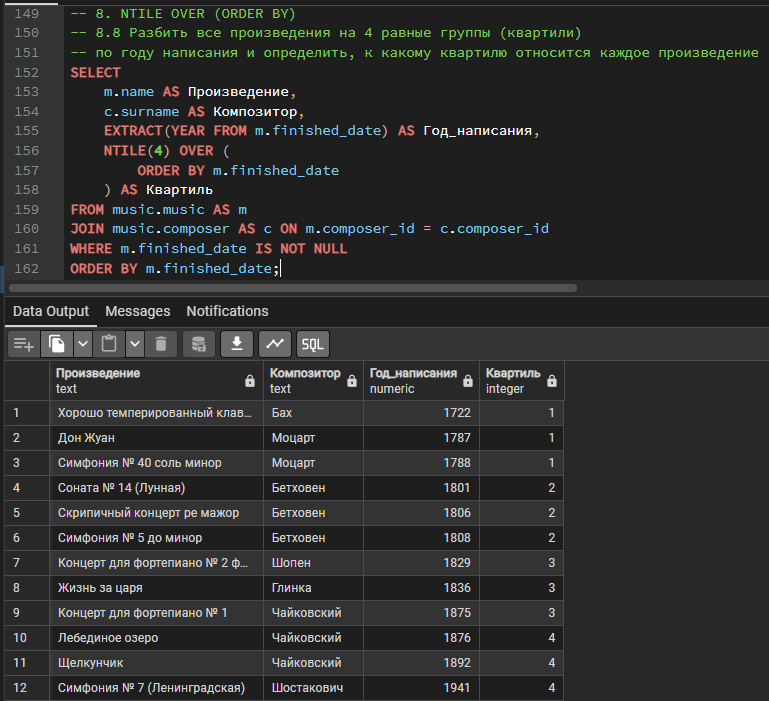 149 -- 8. NTILE OVER (ORDER BY)
150 -- 8.8 Разбить все произведения на 4 равные группы (квартили)
151 -- по году написания и определить, к какому квартилю относится каждое произведение
152 SELECT
153 m.name AS Произведение,
154 c.surname AS Композитор,
155 EXTRACT(YEAR FROM m.finished_date) AS Год_написания,
156 NTILE(4) OVER (
157 ORDER BY m.finished_date
158 ) AS Квартиль
159 FROM music.music AS m
160 JOIN music.composer AS c ON m.composer_id = c.composer_id
161 WHERE m.finished_date IS NOT NULL
162 ORDER BY m.finished_date;
Data Output Messages Notifications
SQL
Произведение Композитор Год_написания Квартиль
text text numeric integer
1 Хорошо темперированный клав... Бах 1722 1
2 Дон Жуан Моцарт 1787 1
3 Симфония № 40 соль минор Моцарт 1788 1
4 Соната № 14 (Лунная) Бетховен 1801 2
5 Скрипичный концерт ре мажор Бетховен 1806 2
6 Симфония № 5 до минор Бетховен 1808 2
7 Концерт для фортепиано № 2 ф... Шопен 1829 3
8 Жизнь за царя Глинка 1836 3
9 Концерт для фортепиано № 1 Чайковский 1875 3
10 Лебединое озеро Чайковский 1876 4
11 Щелкунчик Чайковский 1892 4
12 Симфония № 7 (Ленинградская) Шостакович 1941 4